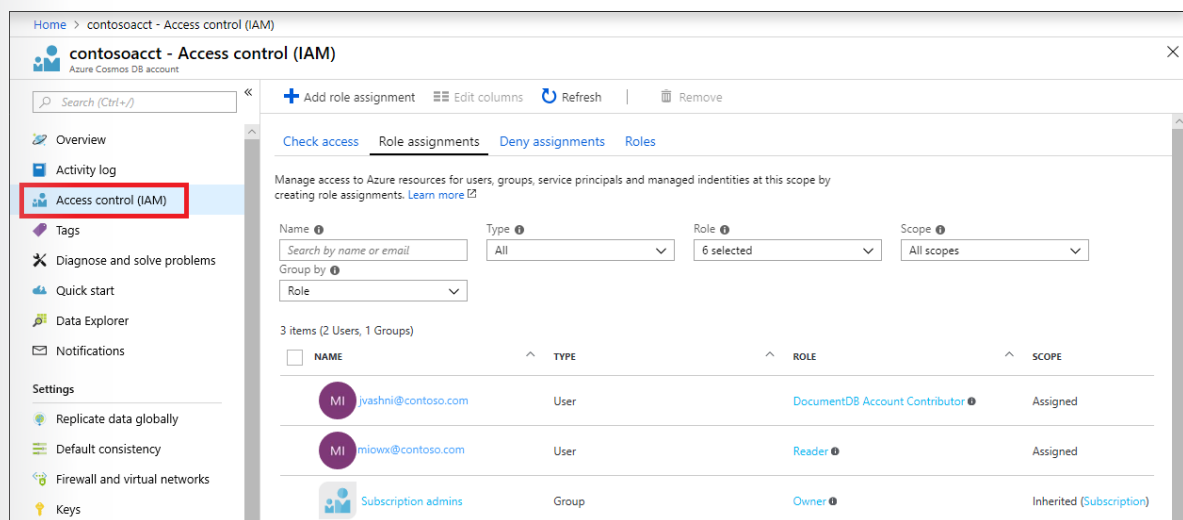 Home > contosoacct - Access control (IAM)
contosoacct - Access control (IAM)
Azure Cosmos DB account
Search (Ctrl+/)
Overview
Activity log
Access control (IAM)
Tags
Diagnose and solve problems
Quick start
Data Explorer
Notifications
Settings
Replicate data globally
Default consistency
Firewall and virtual networks
Keys
Add role assignment Edit columns Refresh Remove
Check access Role assignments Deny assignments Roles
Manage access to Azure resources for users, groups, service principals and managed indentities at this scope by
creating role assignments. Learn more
Name Type Role Scope
Search by name or email All 6 selected All scopes
Group by
Role
3 items (2 Users, 1 Groups)
NAME TYPE ROLE SCOPE
MI jvashni@contoso.com User DocumentDB Account Contributor Assigned
MI miowx@contoso.com User Reader Assigned
Subscription admins Group Owner Inherited (Subscription)